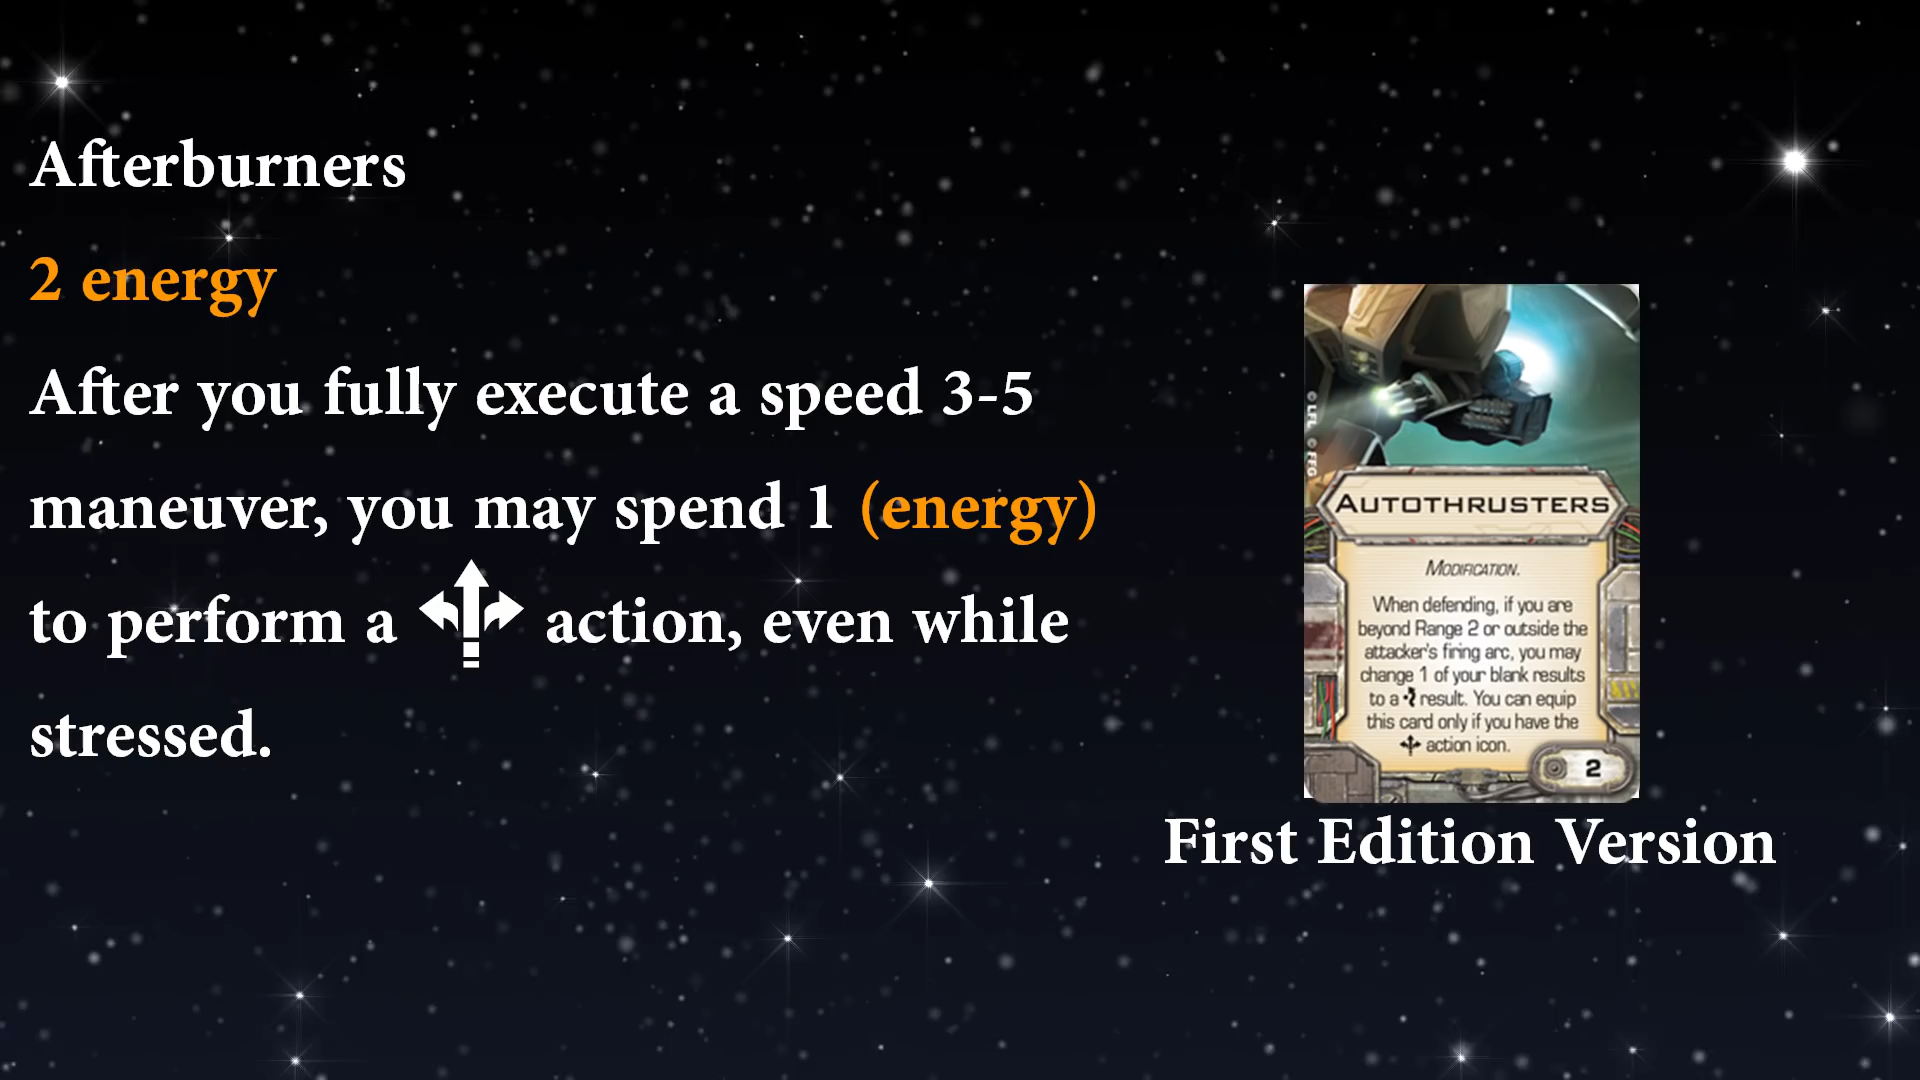 Afterburners
2 energy
After you fully execute a speed 3-5
maneuver, you may spend 1 (energy)
to perform a action, even while
stressed.
© LFL © FFG
AUTOTHRUSTERS
MODIFICATION.
When defending, if you are
beyond Range 2 or outside the
attacker's firing arc, you may
change 1 of your blank results
to a result. You can equip
this card only if you have the
action icon.
2
First Edition Version